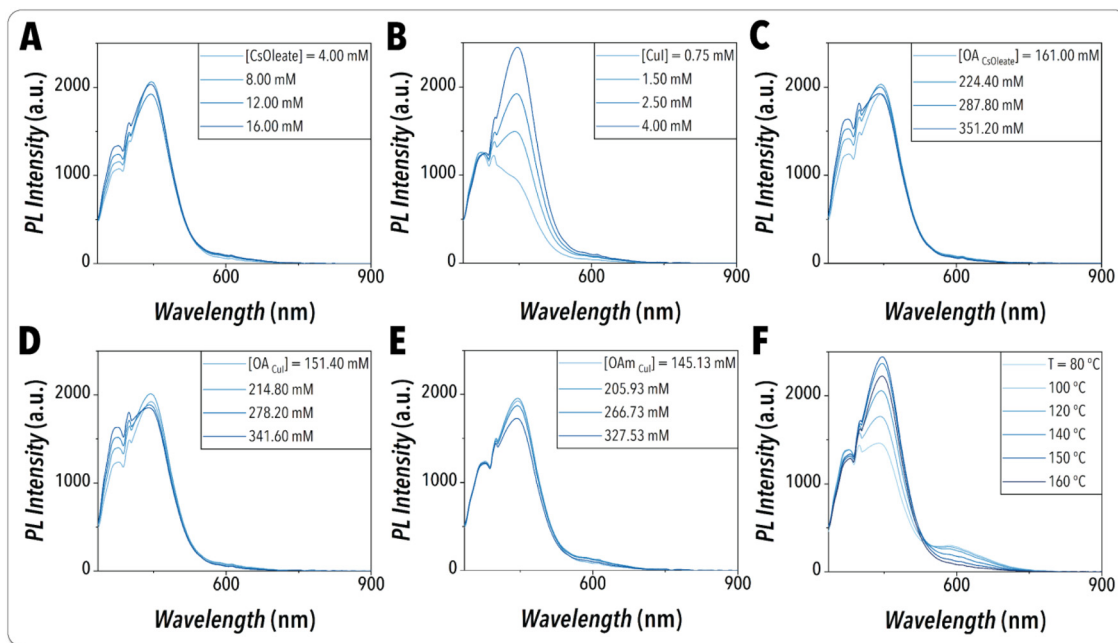 A
2000
1000
0
600
900
PL Intensity (a.u.)
Wavelength (nm)
[CsOleate] = 4.00 mM
8.00 mM
12.00 mM
16.00 mM
B
2000
1000
0
600
900
PL Intensity (a.u.)
Wavelength (nm)
[CuI] = 0.75 mM
1.50 mM
2.50 mM
4.00 mM
C
2000
1000
0
600
900
PL Intensity (a.u.)
Wavelength (nm)
[OA CsOleate] = 161.00 mM
224.40 mM
287.80 mM
351.20 mM
D
2000
1000
0
600
900
PL Intensity (a.u.)
Wavelength (nm)
[OA CuI] = 151.40 mM
214.80 mM
278.20 mM
341.60 mM
E
2000
1000
0
600
900
PL Intensity (a.u.)
Wavelength (nm)
[OAm CuI] = 145.13 mM
205.93 mM
266.73 mM
327.53 mM
F
2000
1000
0
600
900
PL Intensity (a.u.)
Wavelength (nm)
T = 80 ºC
100 ºC
120 ºC
140 ºC
150 ºC
160 ºC